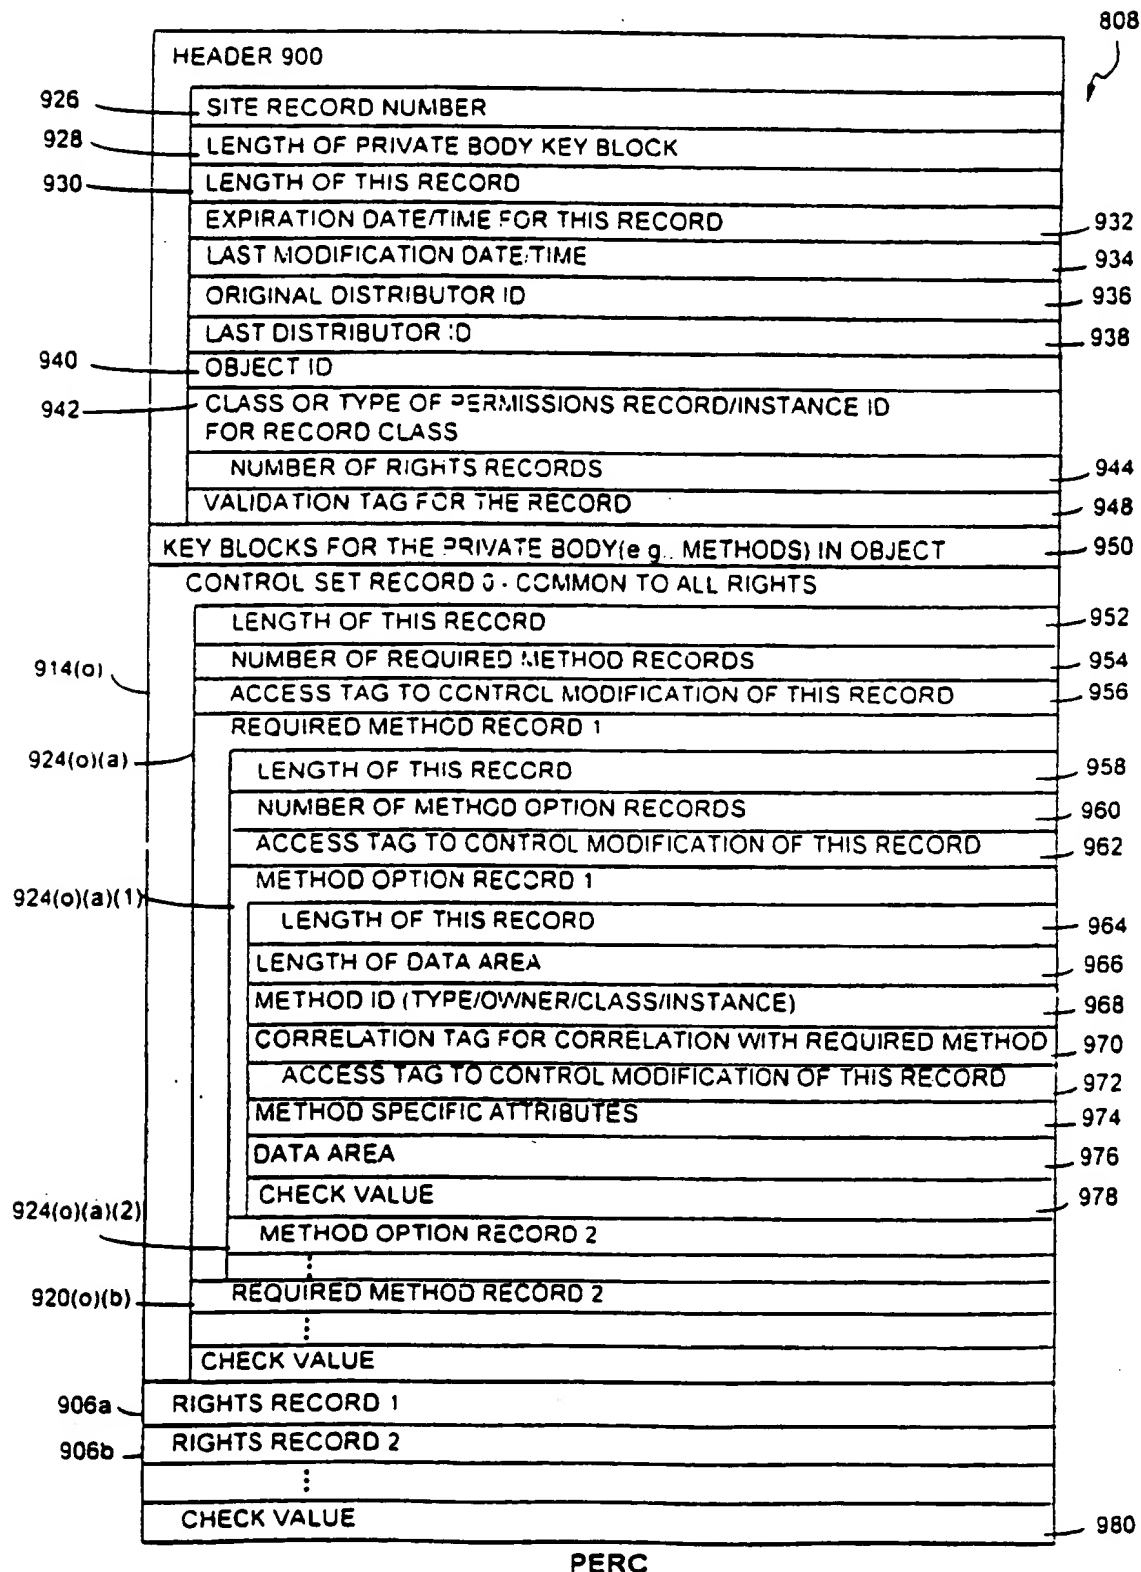 808
HEADER 900
926 SITE RECORD NUMBER
928 LENGTH OF PRIVATE BODY KEY BLOCK
930 LENGTH OF THIS RECORD
EXPIRATION DATE/TIME FOR THIS RECORD 932
LAST MODIFICATION DATE/TIME 934
ORIGINAL DISTRIBUTOR ID 936
LAST DISTRIBUTOR ID 938
940 OBJECT ID
942 CLASS OR TYPE OF PERMISSIONS RECORD/INSTANCE ID
FOR RECORD CLASS
NUMBER OF RIGHTS RECORDS 944
VALIDATION TAG FOR THE RECORD 948
KEY BLOCKS FOR THE PRIVATE BODY(e g., METHODS) IN OBJECT 950
CONTROL SET RECORD 0 - COMMON TO ALL RIGHTS
LENGTH OF THIS RECORD 952
914(o) NUMBER OF REQUIRED METHOD RECORDS 954
ACCESS TAG TO CONTROL MODIFICATION OF THIS RECORD 956
REQUIRED METHOD RECORD 1
924(o)(a) LENGTH OF THIS RECORD 958
NUMBER OF METHOD OPTION RECORDS 960
ACCESS TAG TO CONTROL MODIFICATION OF THIS RECORD 962
METHOD OPTION RECORD 1
924(o)(a)(1) LENGTH OF THIS RECORD 964
LENGTH OF DATA AREA 966
METHOD ID (TYPE/OWNER/CLASS/INSTANCE) 968
CORRELATION TAG FOR CORRELATION WITH REQUIRED METHOD 970
ACCESS TAG TO CONTROL MODIFICATION OF THIS RECORD 972
METHOD SPECIFIC ATTRIBUTES 974
DATA AREA 976
CHECK VALUE 978
924(o)(a)(2) METHOD OPTION RECORD 2
920(o)(b) REQUIRED METHOD RECORD 2
CHECK VALUE
906a RIGHTS RECORD 1
906b RIGHTS RECORD 2
CHECK VALUE 980
PERC